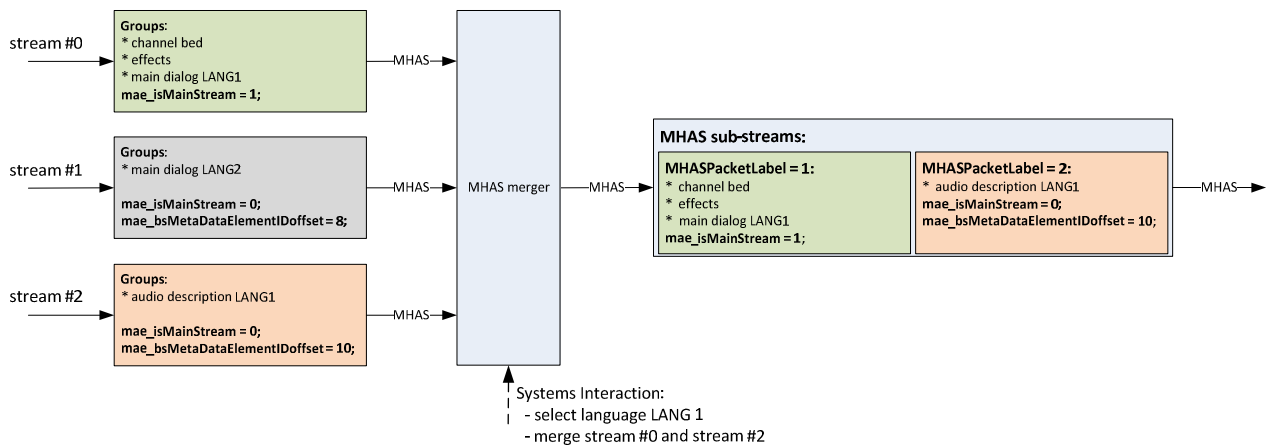 stream #0
Groups:
* channel bed
* effects
* main dialog LANG1
mae_isMainStream = 1;
MHAS
stream #1
Groups:
* main dialog LANG2
mae_isMainStream = 0;
mae_bsMetaDataElementIDoffset = 8;
MHAS
stream #2
Groups:
* audio description LANG1
mae_isMainStream = 0;
mae_bsMetaDataElementIDoffset = 10;
MHAS
MHAS merger
MHAS
Systems Interaction:
- select language LANG 1
- merge stream #0 and stream #2
MHAS sub-streams:
MHASPacketLabel = 1:
* channel bed
* effects
* main dialog LANG1
mae_isMainStream = 1;
MHASPacketLabel = 2:
* audio description LANG1
mae_isMainStream = 0;
mae_bsMetaDataElementIDoffset = 10;
MHAS